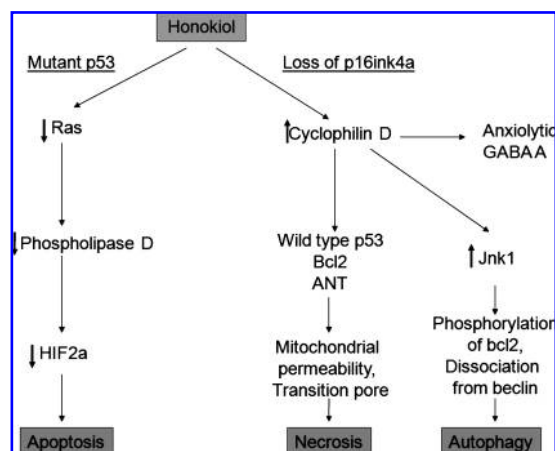 Honokiol
Mutant p53
Loss of p16ink4a
Ras
Cyclophilin D
Anxiolytic
GABA A
Phospholipase D
Wild type p53
Bcl2
ANT
Jnk1
HIF2a
Mitochondrial
permeability,
Transition pore
Phosphorylation
of bcl2,
Dissociation
from beclin
Apoptosis
Necrosis
Autophagy